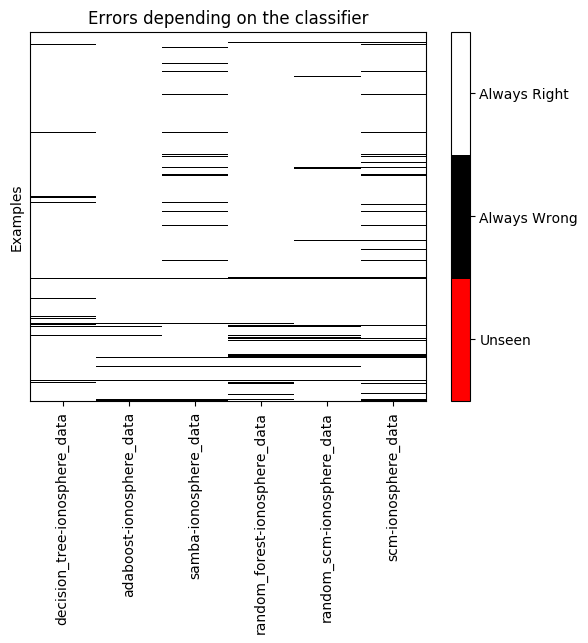 Errors depending on the classifier
Examples
Always Right
Always Wrong
Unseen
decision_tree-ionosphere_data
adaboost-ionosphere_data
samba-ionosphere_data
random_forest-ionosphere_data
random_scm-ionosphere_data
scm-ionosphere_data